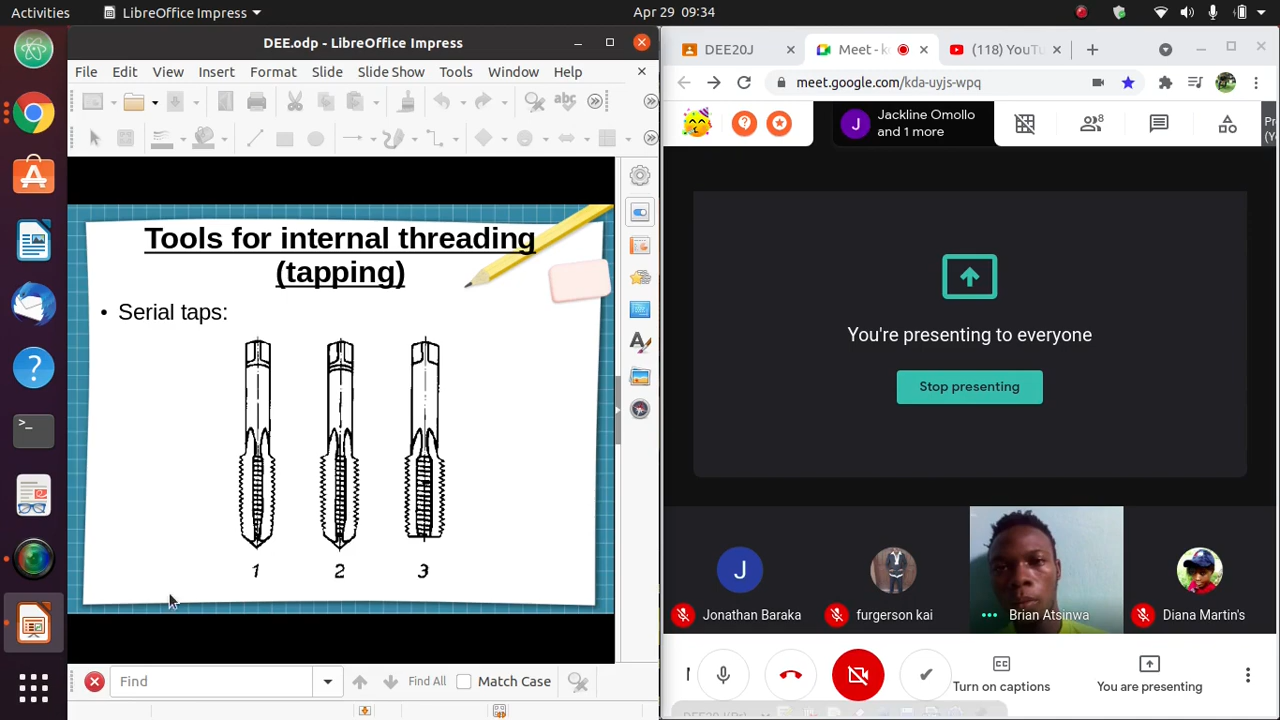 Activities
LibreOffice Impress
Apr 29 09:34
DEE.odp - LibreOffice Impress
File Edit View Insert Format Slide Slide Show Tools Window Help
Tools for internal threading
(tapping)
• Serial taps:
1 2 3
Find
Find All
Match Case
DEE20J
Meet - k
(118) YouTu
meet.google.com/kda-uyjs-wpq
Jackline Omollo
and 1 more
8
J
You're presenting to everyone
Stop presenting
J
Jonathan Baraka
furgerson kai
Brian Atsinwa
Diana Martin's
Turn on captions
You are presenting